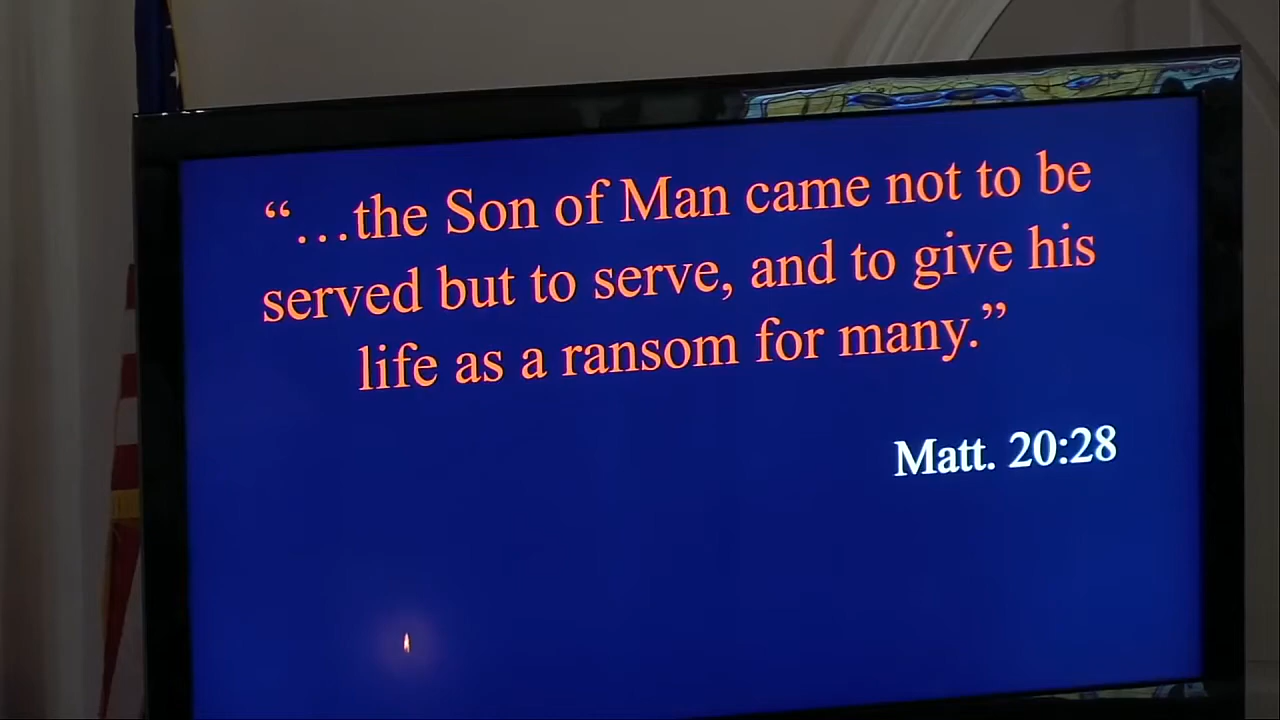 “…the Son of Man came not to be
served but to serve, and to give his
life as a ransom for many.”
Matt. 20:28